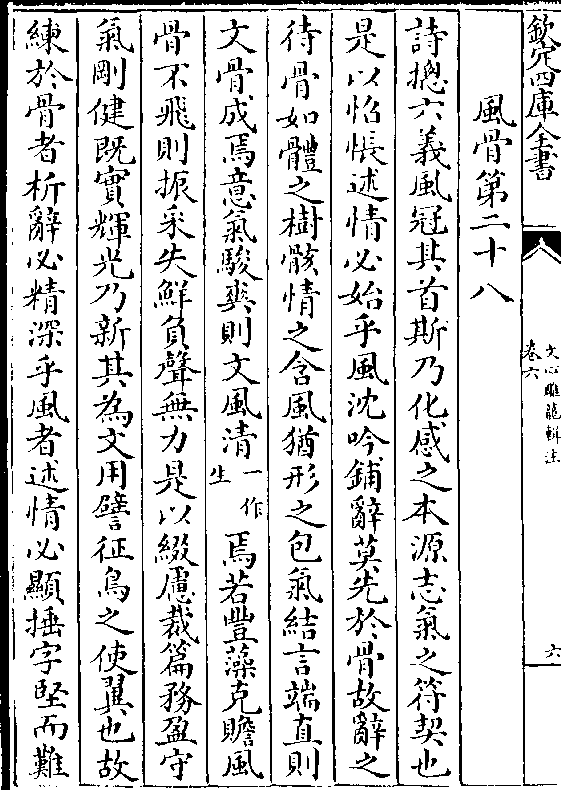 欽定四庫全書
文心雕龍輯注
卷六
六
風骨第二十八
詩揔六義風冠其首斯乃化感之本源志氣之符契也
是以怊悵述情必始乎風沈吟鋪辭莫先於骨故辭之
待骨如體之樹骸情之含風猶形之包氣結言端直則
文骨成焉意氣駿爽則文風清一作生焉若豐藻克贍風
骨不飛則振采失鮮負聲無力是以綴慮裁篇務盈守
氣剛健既實輝光乃新其為文用譬征鳥之使翼也故
練於骨者析辭必精深乎風者述情必顯捶字堅而難